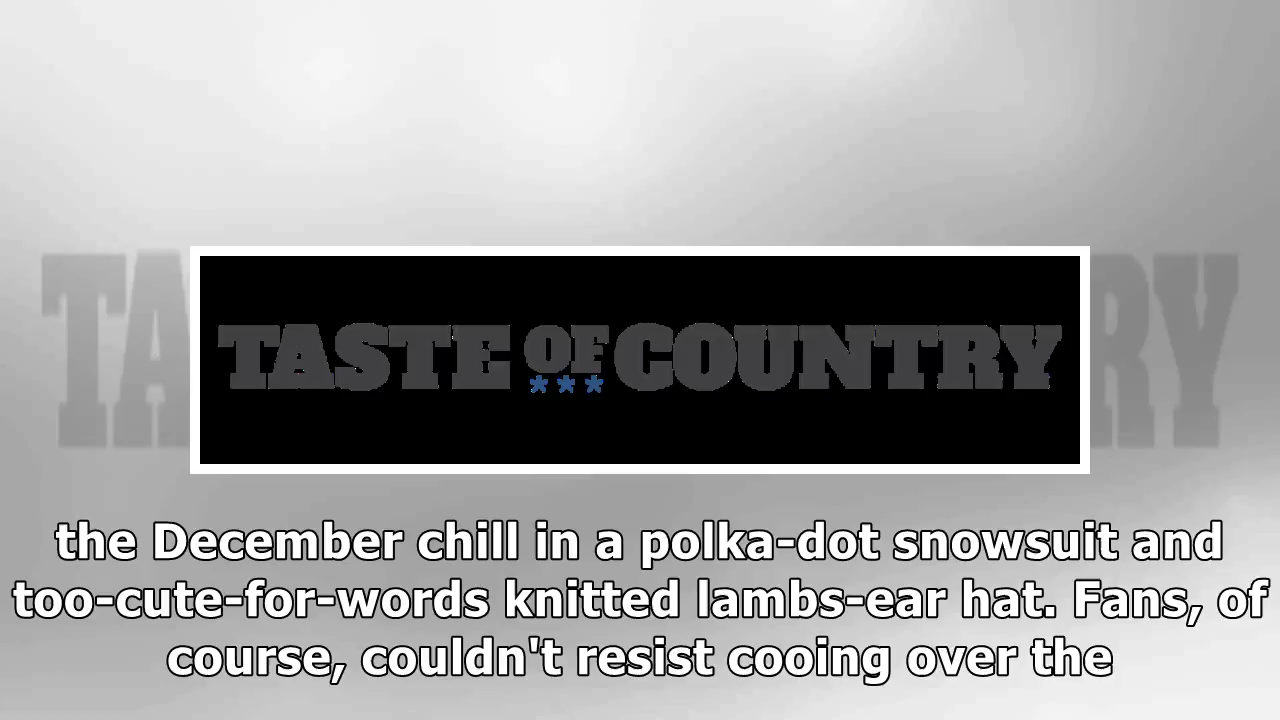 TASTE OF COUNTRY
the December chill in a polka-dot snowsuit and
too-cute-for-words knitted lambs-ear hat. Fans, of
course, couldn't resist cooing over the